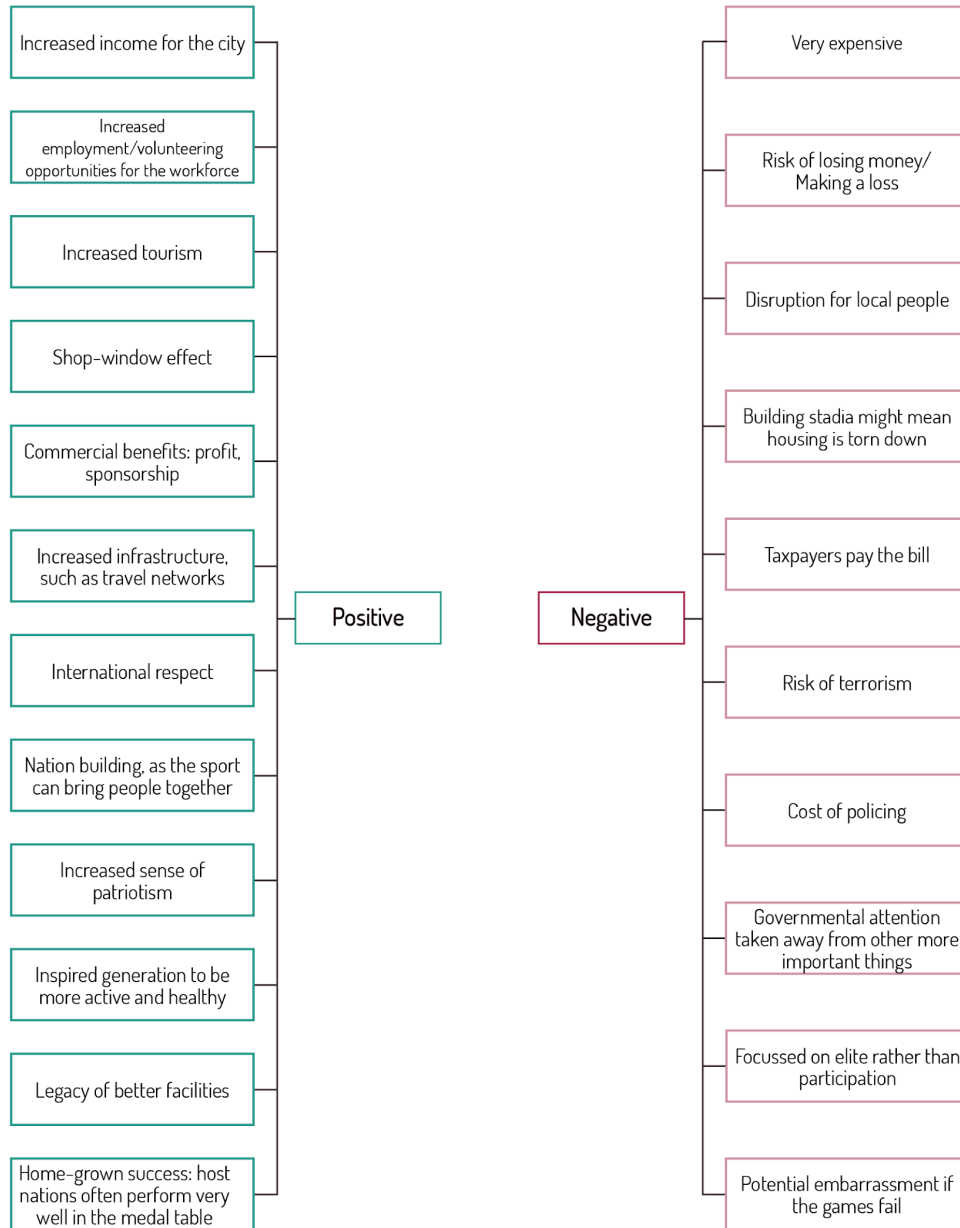 Increased income for the city
Increased
employment/volunteering
opportunities for the workforce
Increased tourism
Shop-window effect
Commercial benefits: profit,
sponsorship
Increased infrastructure,
such as travel networks
International respect
Nation building, as the sport
can bring people together
Increased sense of
patriotism
Inspired generation to be
more active and healthy
Legacy of better facilities
Home-grown success: host
nations often perform very
well in the medal table
Positive
Negative
Very expensive
Risk of losing money/
Making a loss
Disruption for local people
Building stadia might mean
housing is torn down
Taxpayers pay the bill
Risk of terrorism
Cost of policing
Governmental attention
taken away from other more
important things
Focussed on elite rather than
participation
Potential embarrassment if
the games fail